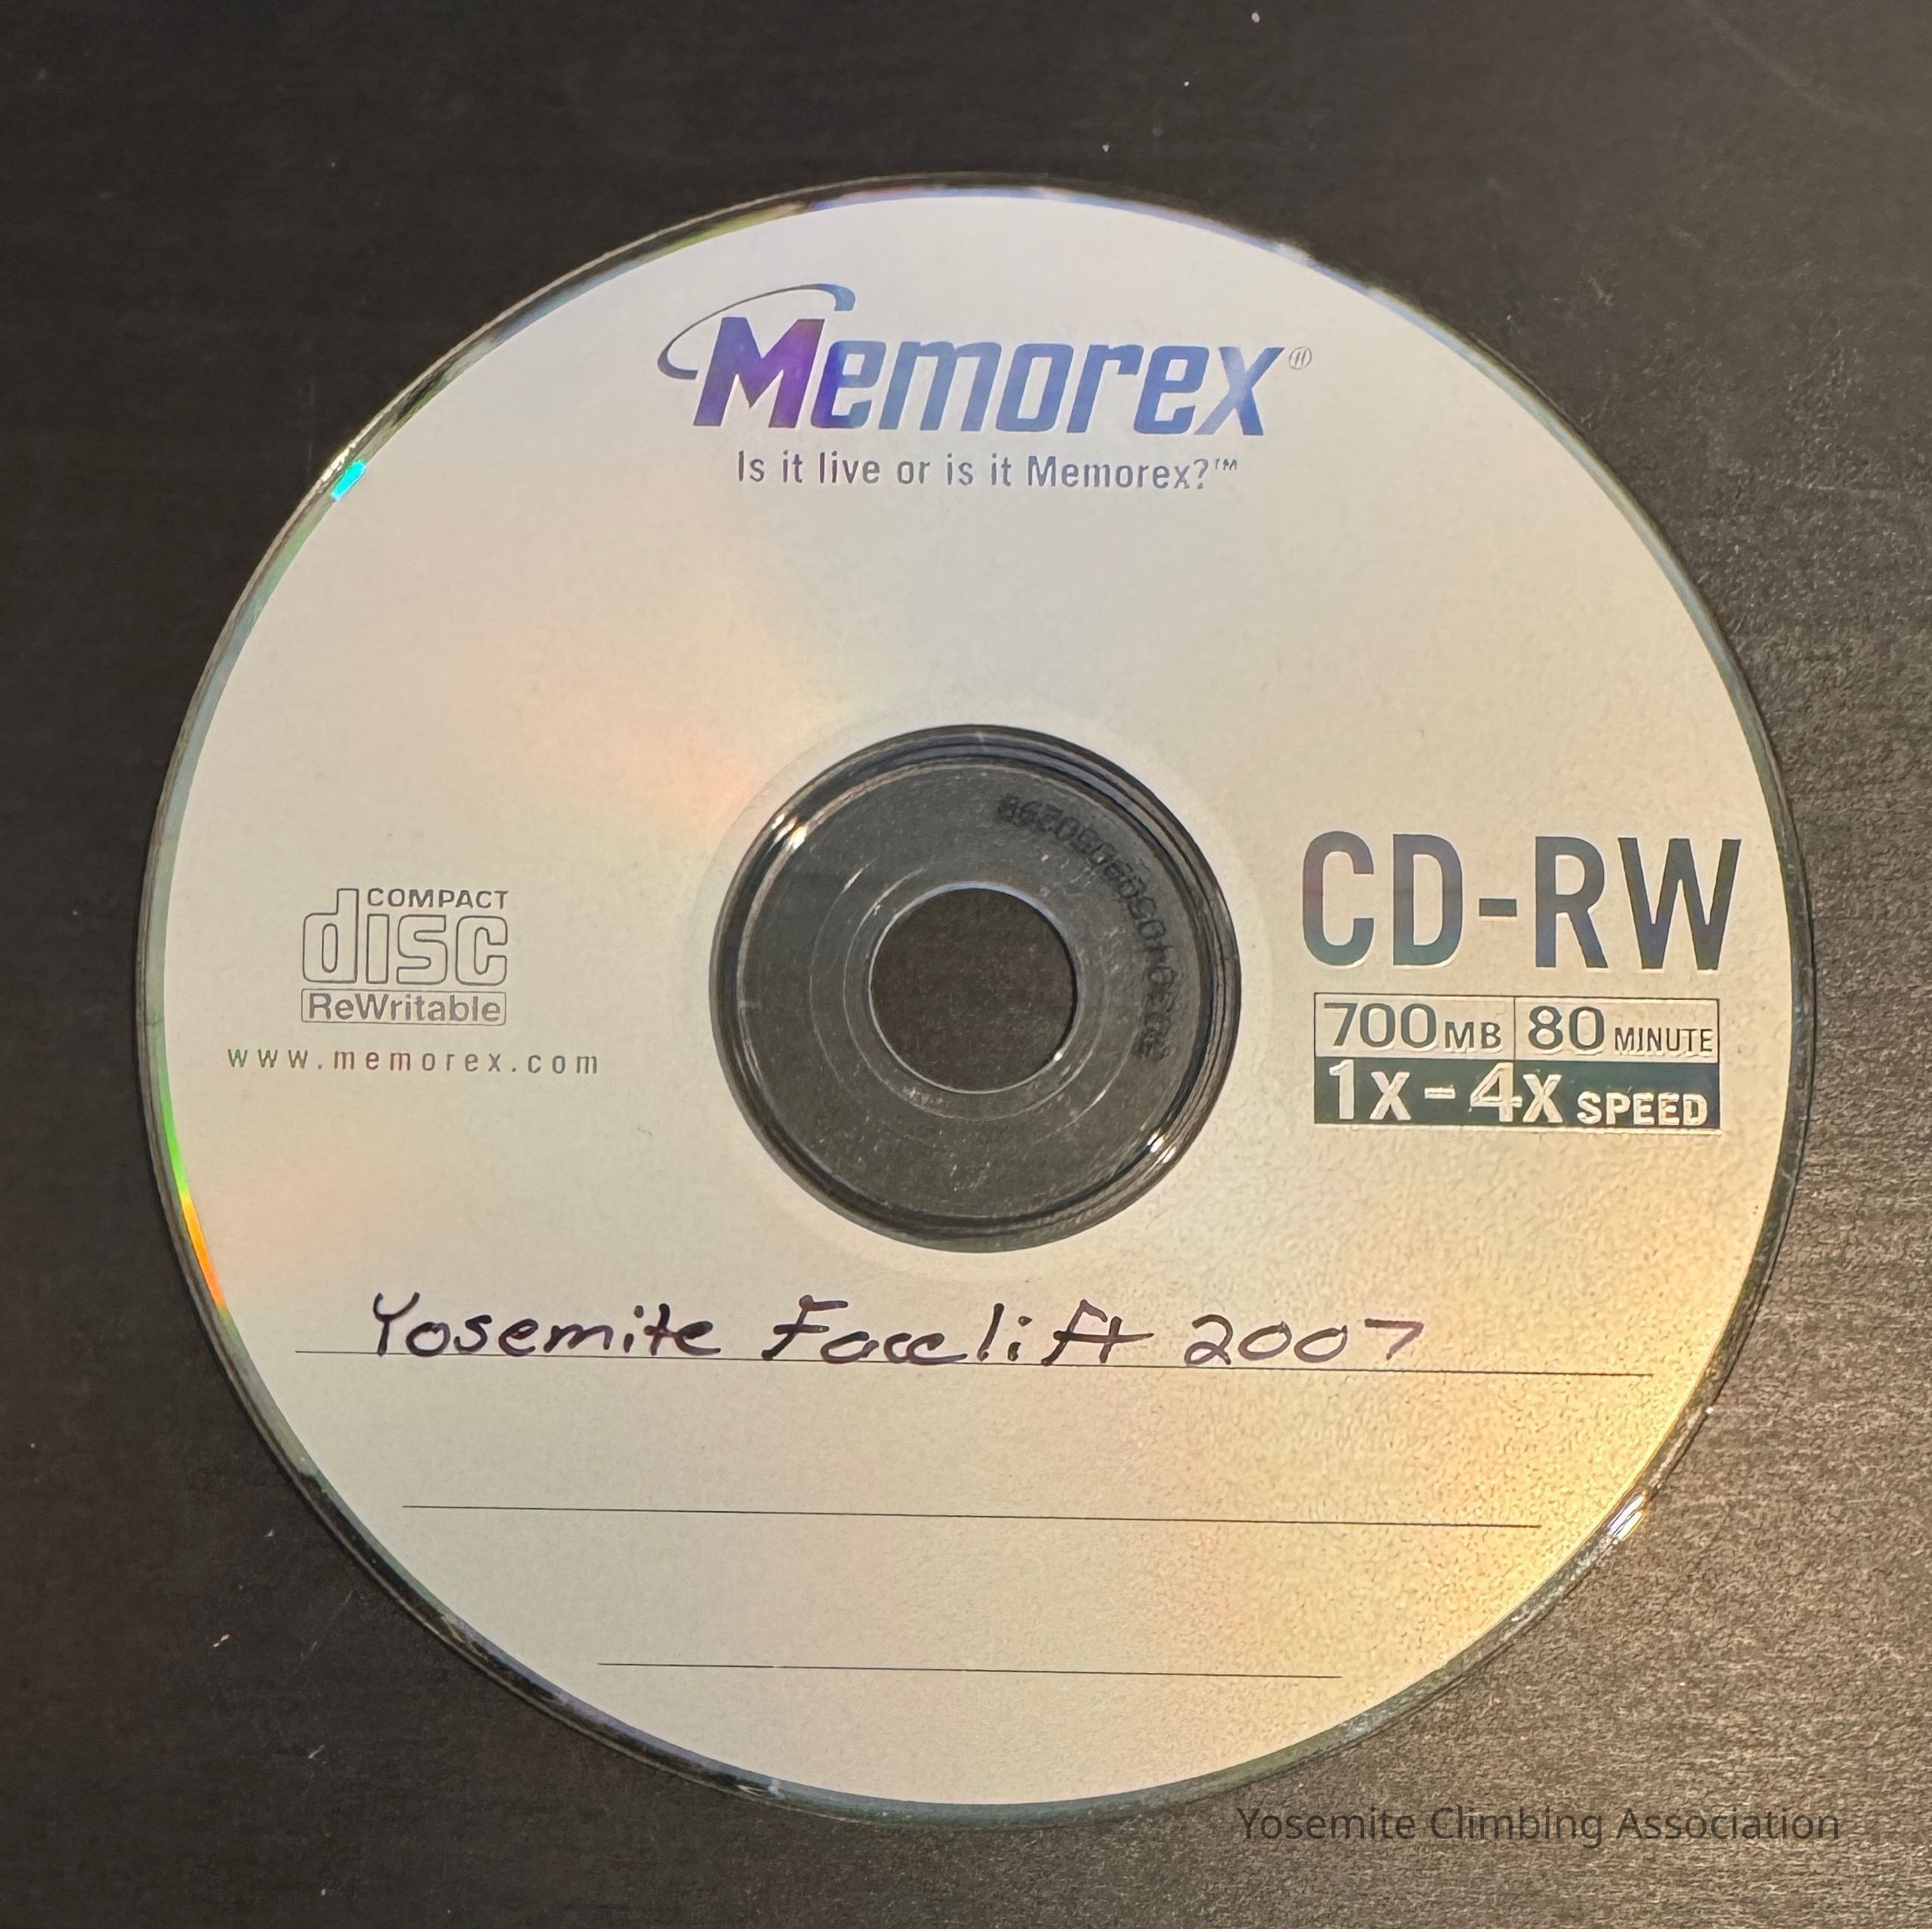 Memorex®
Is it live or is it Memorex?™
COMPACT
disc
ReWritable
www.memorex.com
CD-RW
700MB 80 MINUTE
1X-4X SPEED
Yosemite Facelift 2007
Yosemite Climbing Association